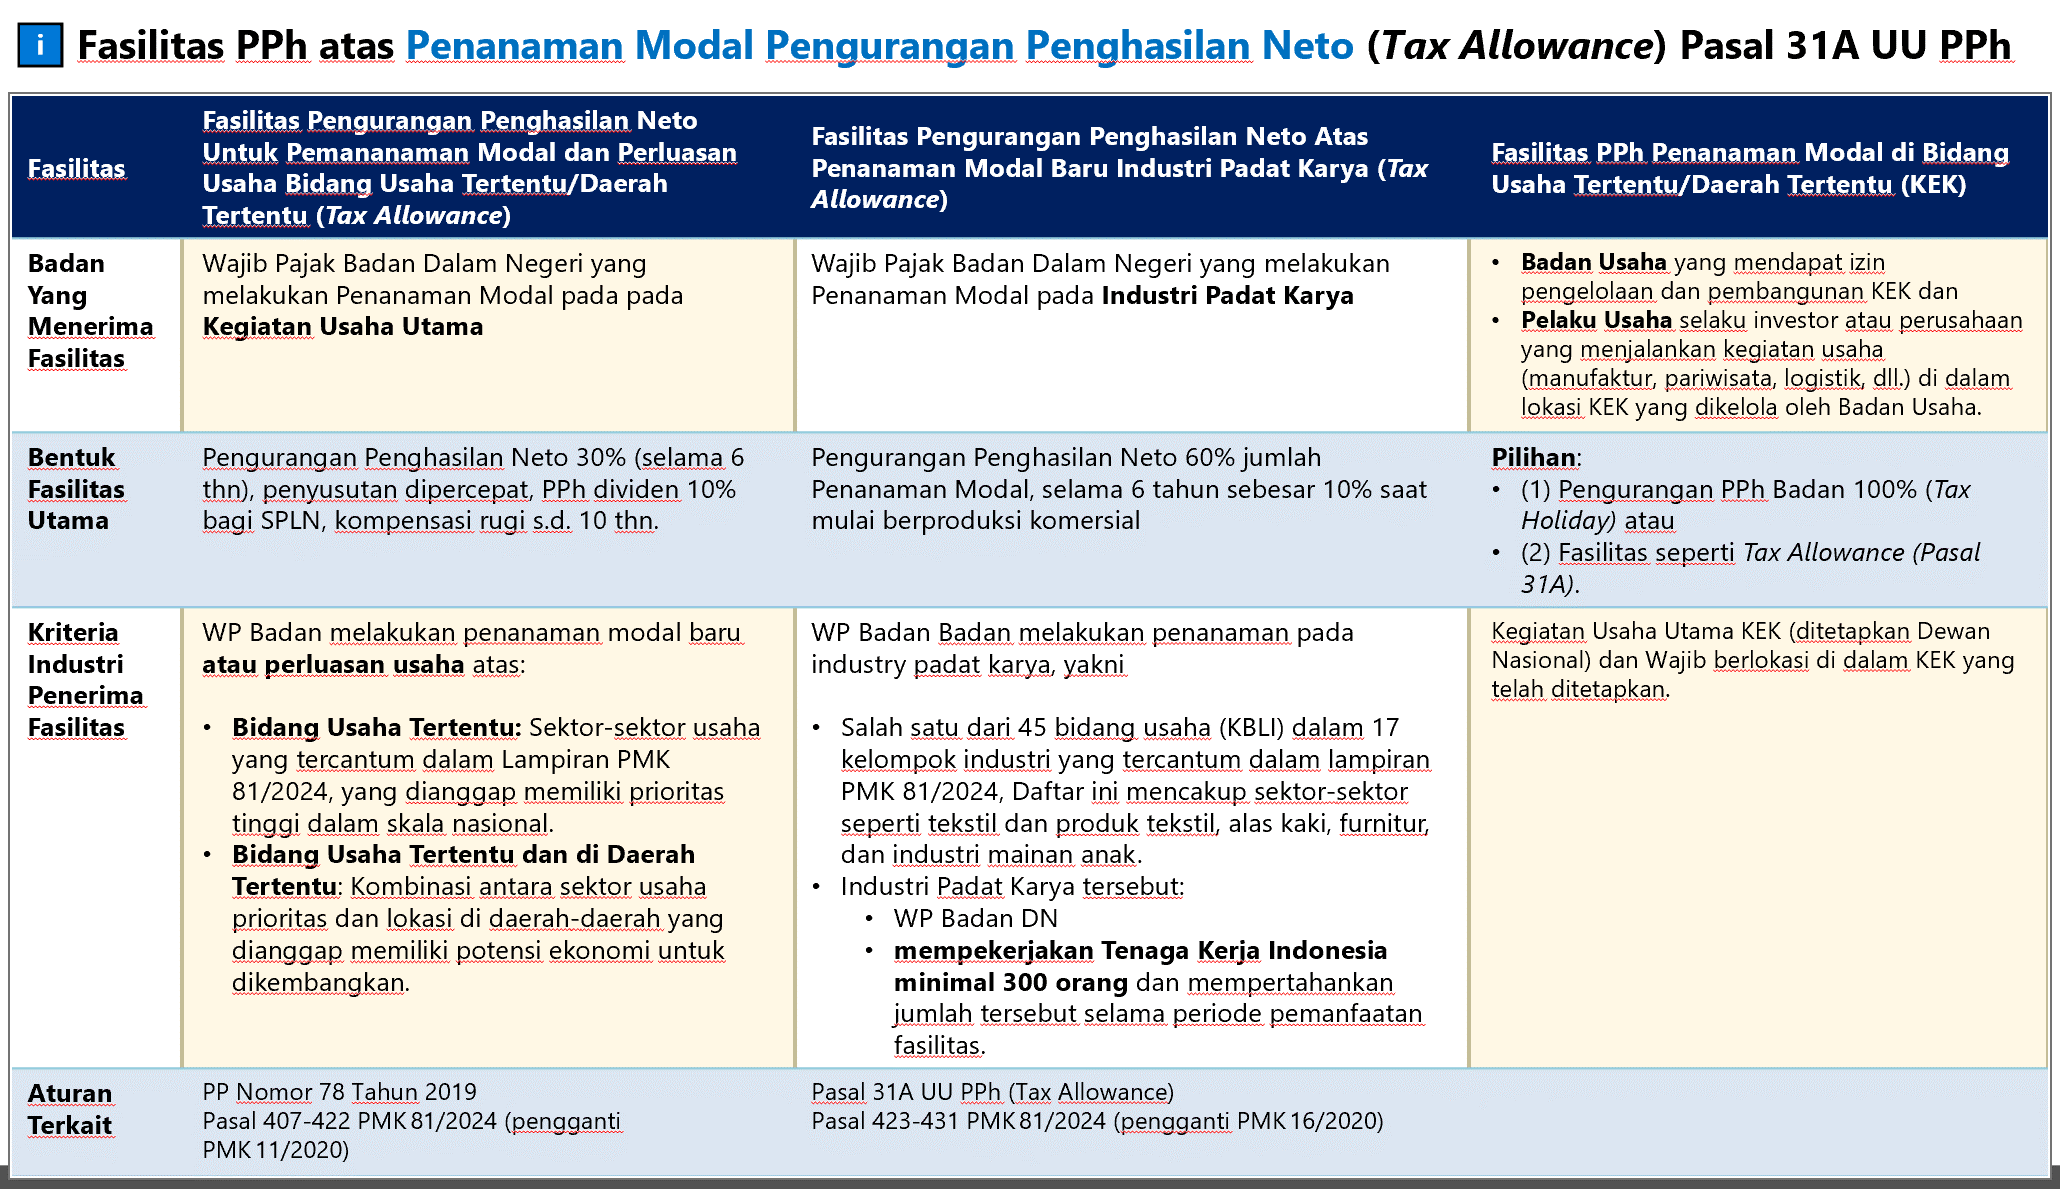 i Fasilitas PPh atas Penanaman Modal Pengurangan Penghasilan Neto (Tax Allowance) Pasal 31A UU PPh
Fasilitas
Fasilitas Pengurangan Penghasilan Neto
Untuk Pemananaman Modal dan Perluasan
Usaha Bidang Usaha Tertentu/Daerah
Tertentu (Tax Allowance)
Fasilitas Pengurangan Penghasilan Neto Atas
Penanaman Modal Baru Industri Padat Karya (Tax
Allowance)
Fasilitas PPh Penanaman Modal di Bidang
Usaha Tertentu/Daerah Tertentu (KEK)
Badan
Yang
Menerima
Fasilitas
Wajib Pajak Badan Dalam Negeri yang
melakukan Penanaman Modal pada pada
Kegiatan Usaha Utama
Wajib Pajak Badan Dalam Negeri yang melakukan
Penanaman Modal pada Industri Padat Karya
• Badan Usaha yang mendapat izin
pengelolaan dan pembangunan KEK dan
• Pelaku Usaha selaku investor atau perusahaan
yang menjalankan kegiatan usaha
(manufaktur, pariwisata, logistik, dll.) di dalam
lokasi KEK yang dikelola oleh Badan Usaha.
Bentuk
Fasilitas
Utama
Pengurangan Penghasilan Neto 30% (selama 6
thn), penyusutan dipercepat, PPh dividen 10%
bagi SPLN, kompensasi rugi s.d. 10 thn.
Pengurangan Penghasilan Neto 60% jumlah
Penanaman Modal, selama 6 tahun sebesar 10% saat
mulai berproduksi komersial
Pilihan:
• (1) Pengurangan PPh Badan 100% (Tax
Holiday) atau
• (2) Fasilitas seperti Tax Allowance (Pasal
31A).
Kriteria
Industri
Penerima
Fasilitas
WP Badan melakukan penanaman modal baru
atau perluasan usaha atas:
• Bidang Usaha Tertentu: Sektor-sektor usaha
yang tercantum dalam Lampiran PMK
81/2024, yang dianggap memiliki prioritas
tinggi dalam skala nasional.
• Bidang Usaha Tertentu dan di Daerah
Tertentu: Kombinasi antara sektor usaha
prioritas dan lokasi di daerah-daerah yang
dianggap memiliki potensi ekonomi untuk
dikembangkan.
WP Badan Badan melakukan penanaman pada
industry padat karya, yakni
• Salah satu dari 45 bidang usaha (KBLI) dalam 17
kelompok industri yang tercantum dalam lampiran
PMK 81/2024, Daftar ini mencakup sektor-sektor
seperti tekstil dan produk tekstil, alas kaki, furnitur,
dan industri mainan anak.
• Industri Padat Karya tersebut:
• WP Badan DN
• mempekerjakan Tenaga Kerja Indonesia
minimal 300 orang dan mempertahankan
jumlah tersebut selama periode pemanfaatan
fasilitas.
Kegiatan Usaha Utama KEK (ditetapkan Dewan
Nasional) dan Wajib berlokasi di dalam KEK yang
telah ditetapkan.
Aturan
Terkait
PP Nomor 78 Tahun 2019
Pasal 407-422 PMK 81/2024 (pengganti
PMK 11/2020)
Pasal 31A UU PPh (Tax Allowance)
Pasal 423-431 PMK 81/2024 (pengganti PMK 16/2020)